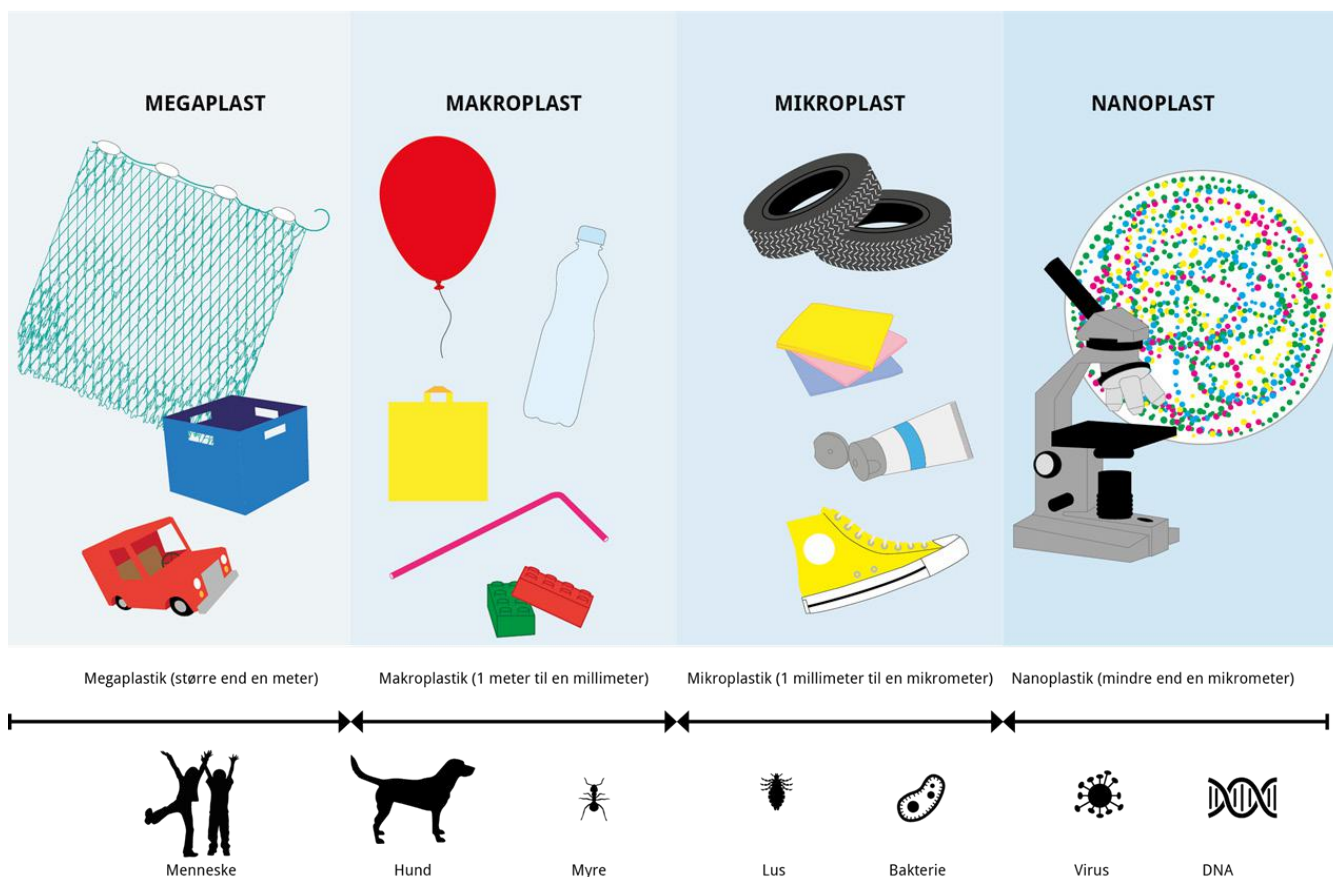 MEGAPLAST
MAKROPLAST
MIKROPLAST
NANOPLAST
Megaplastik (større end en meter)
Makroplastik (1 meter til en millimeter)
Mikroplastik (1 millimeter til en mikrometer)
Nanoplastik (mindre end en mikrometer)
Menneske
Hund
Myre
Lus
Bakterie
Virus
DNA